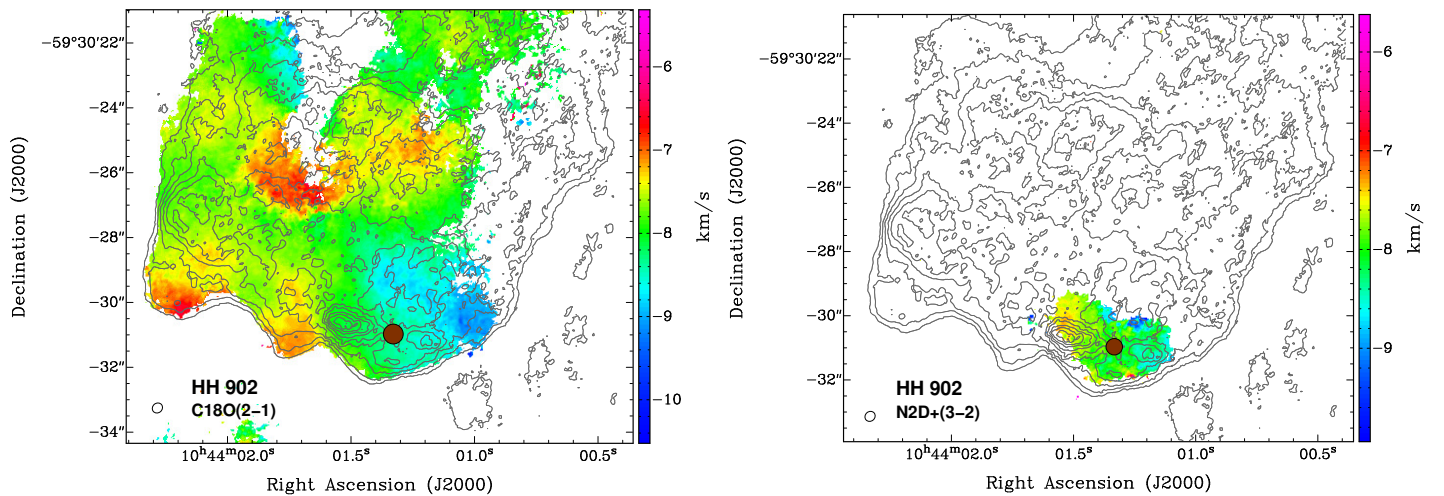 −59°30′22″
−24″
−26″
−28″
−30″
−32″
−34″
Declination (J2000)
10ʰ44ᵐ02.0ˢ
01.5ˢ
01.0ˢ
00.5ˢ
Right Ascension (J2000)
HH 902
C18O(2−1)
−6
−7
−8
−9
−10
km/s
−59°30′22″
−24″
−26″
−28″
−30″
−32″
Declination (J2000)
10ʰ44ᵐ02.0ˢ
01.5ˢ
01.0ˢ
00.5ˢ
Right Ascension (J2000)
HH 902
N2D+(3−2)
−6
−7
−8
−9
km/s